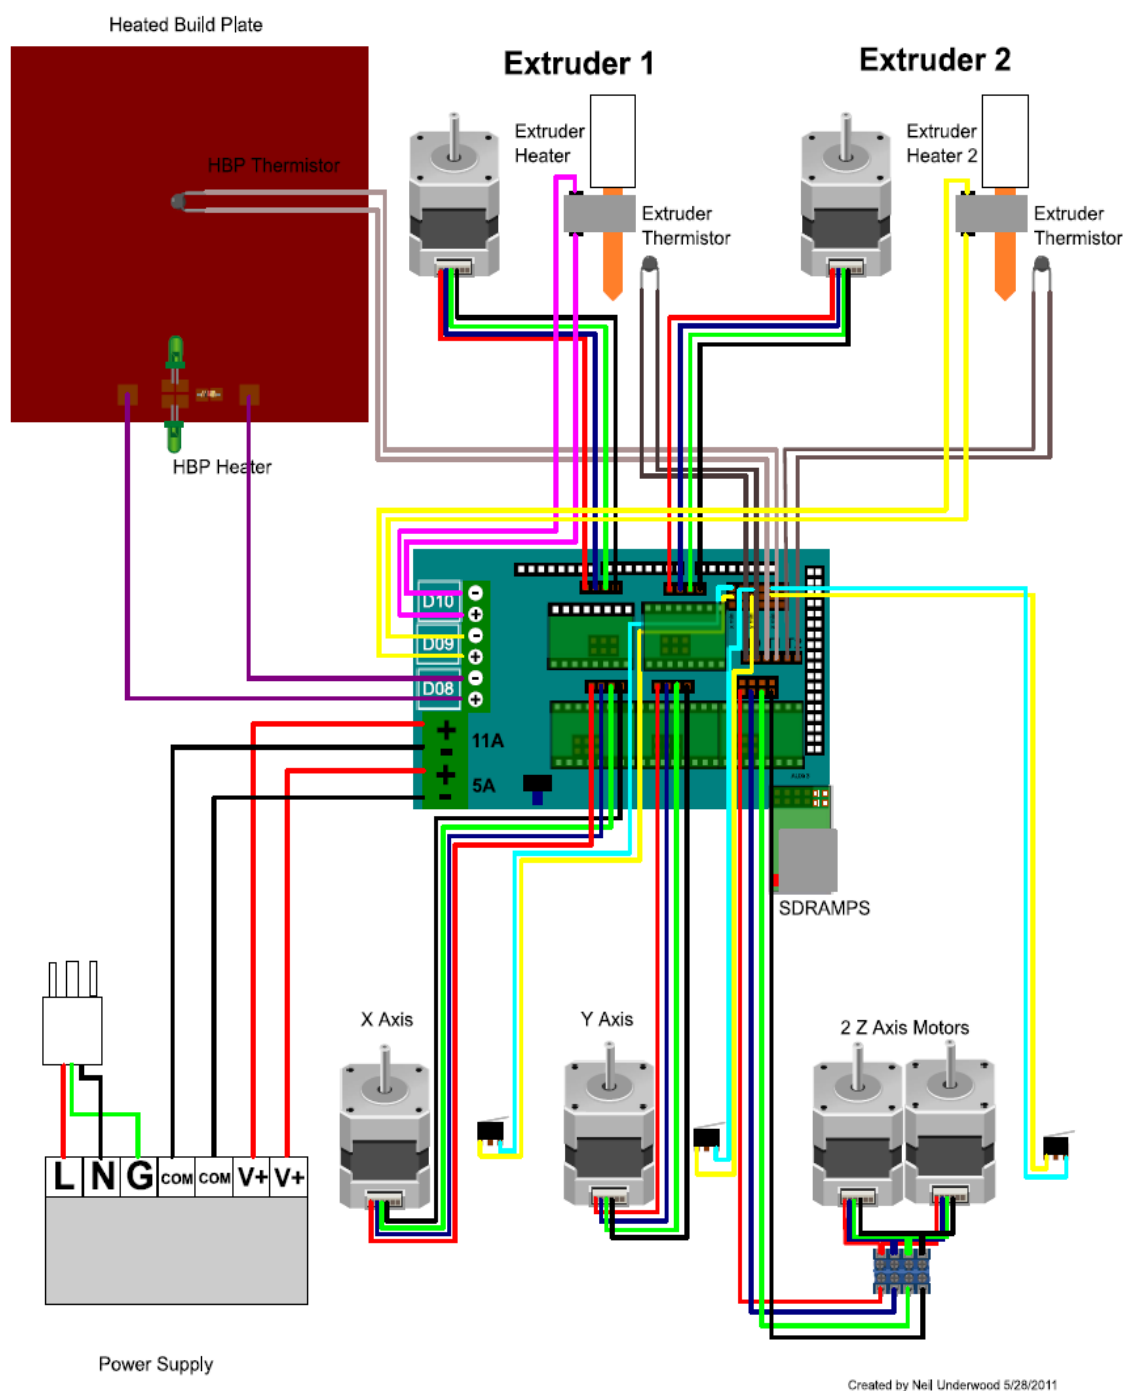 Heated Build Plate
Extruder 1
Extruder 2
Extruder
Heater
Extruder
Heater 2
HBP Thermistor
Extruder
Thermistor
Extruder
Thermistor
HBP Heater
D10
-
+
D09
-
+
D08
-
+
+
11A
-
+
5A
-
SDRAMPS
X Axis
Y Axis
2 Z Axis Motors
L N G COM COM V+ V+
Power Supply
Created by Neil Underwood 5/28/2011